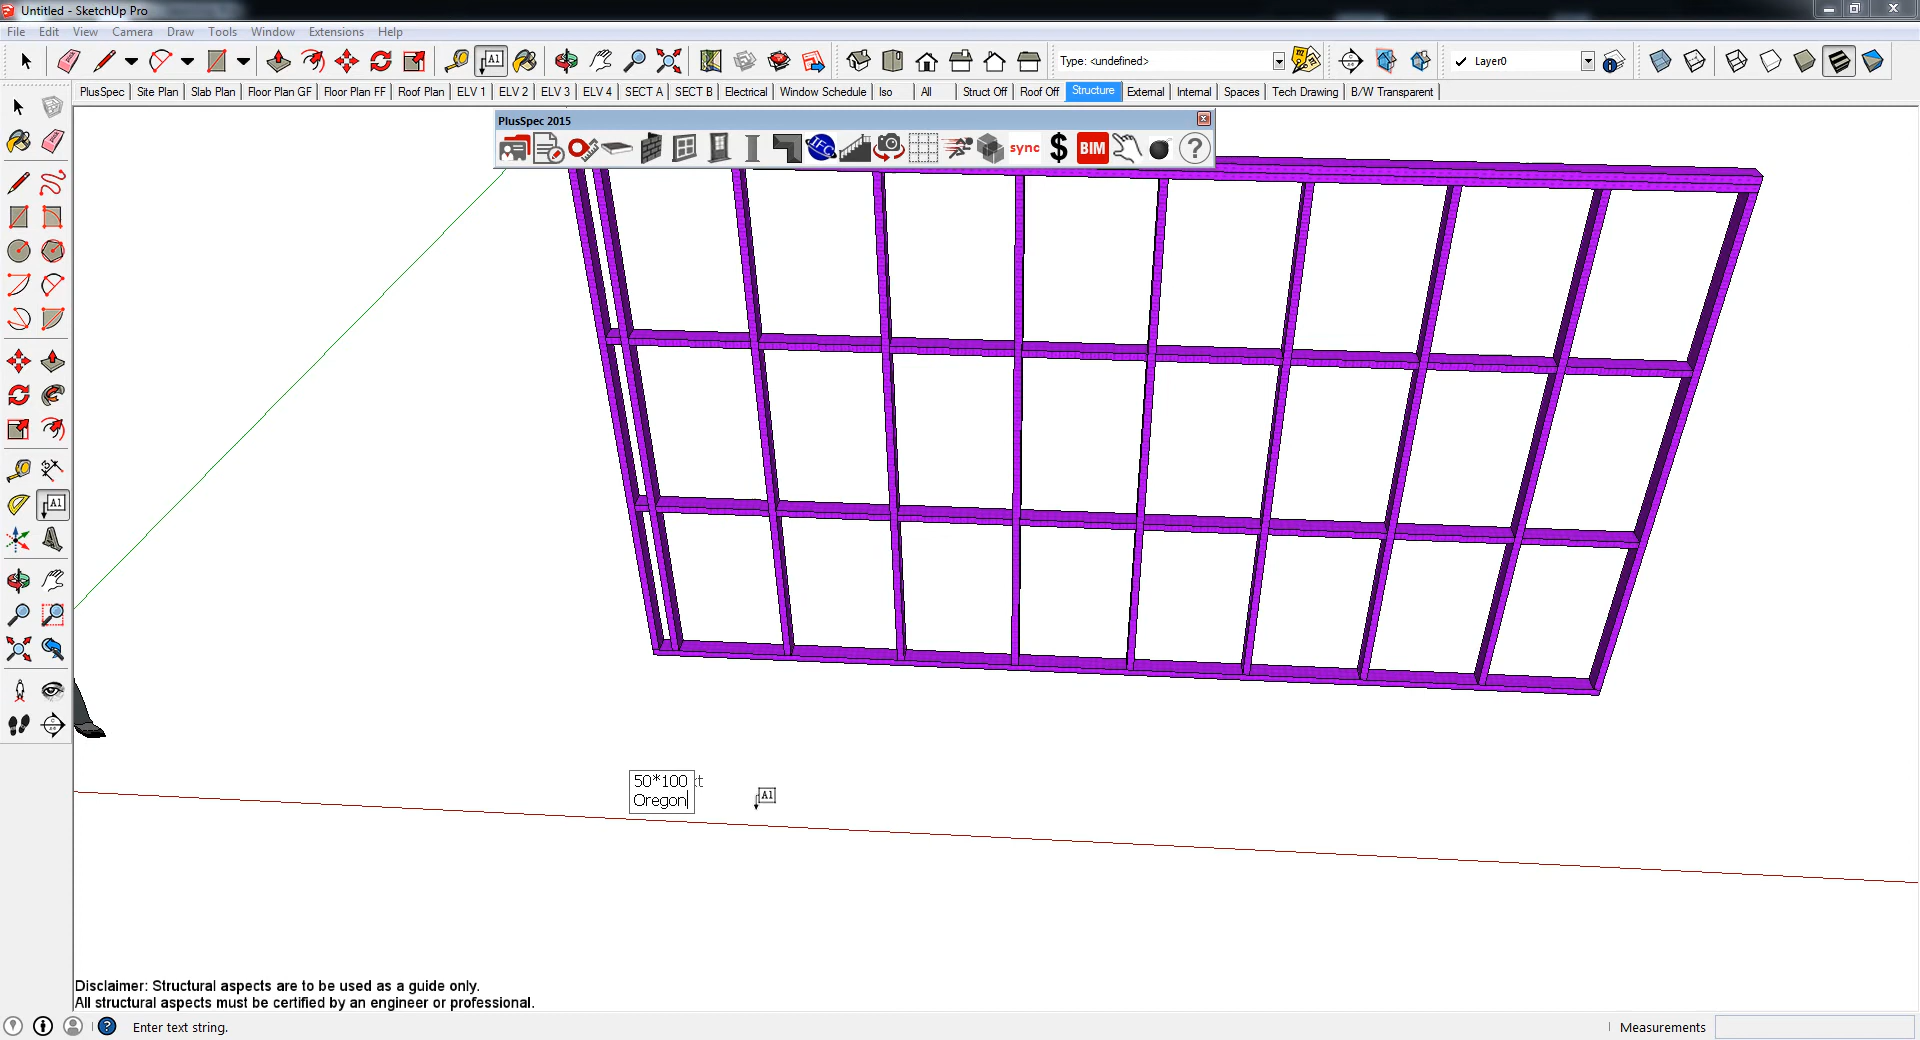 Untitled - SketchUp Pro
File Edit View Camera Draw Tools Window Extensions Help
A1 Type: <undefined> Layer0
PlusSpec Site Plan Slab Plan Floor Plan GF Floor Plan FF Roof Plan ELV 1 ELV 2 ELV 3 ELV 4 SECT A SECT B Electrical Window Schedule Iso All Struct Off Roof Off Structure External Internal Spaces Tech Drawing B/W Transparent
PlusSpec 2015
IFC sync $ BIM ?
A1
50*100
Oregon
A1
Disclaimer: Structural aspects are to be used as a guide only.
All structural aspects must be certified by an engineer or professional.
? Enter text string. Measurements